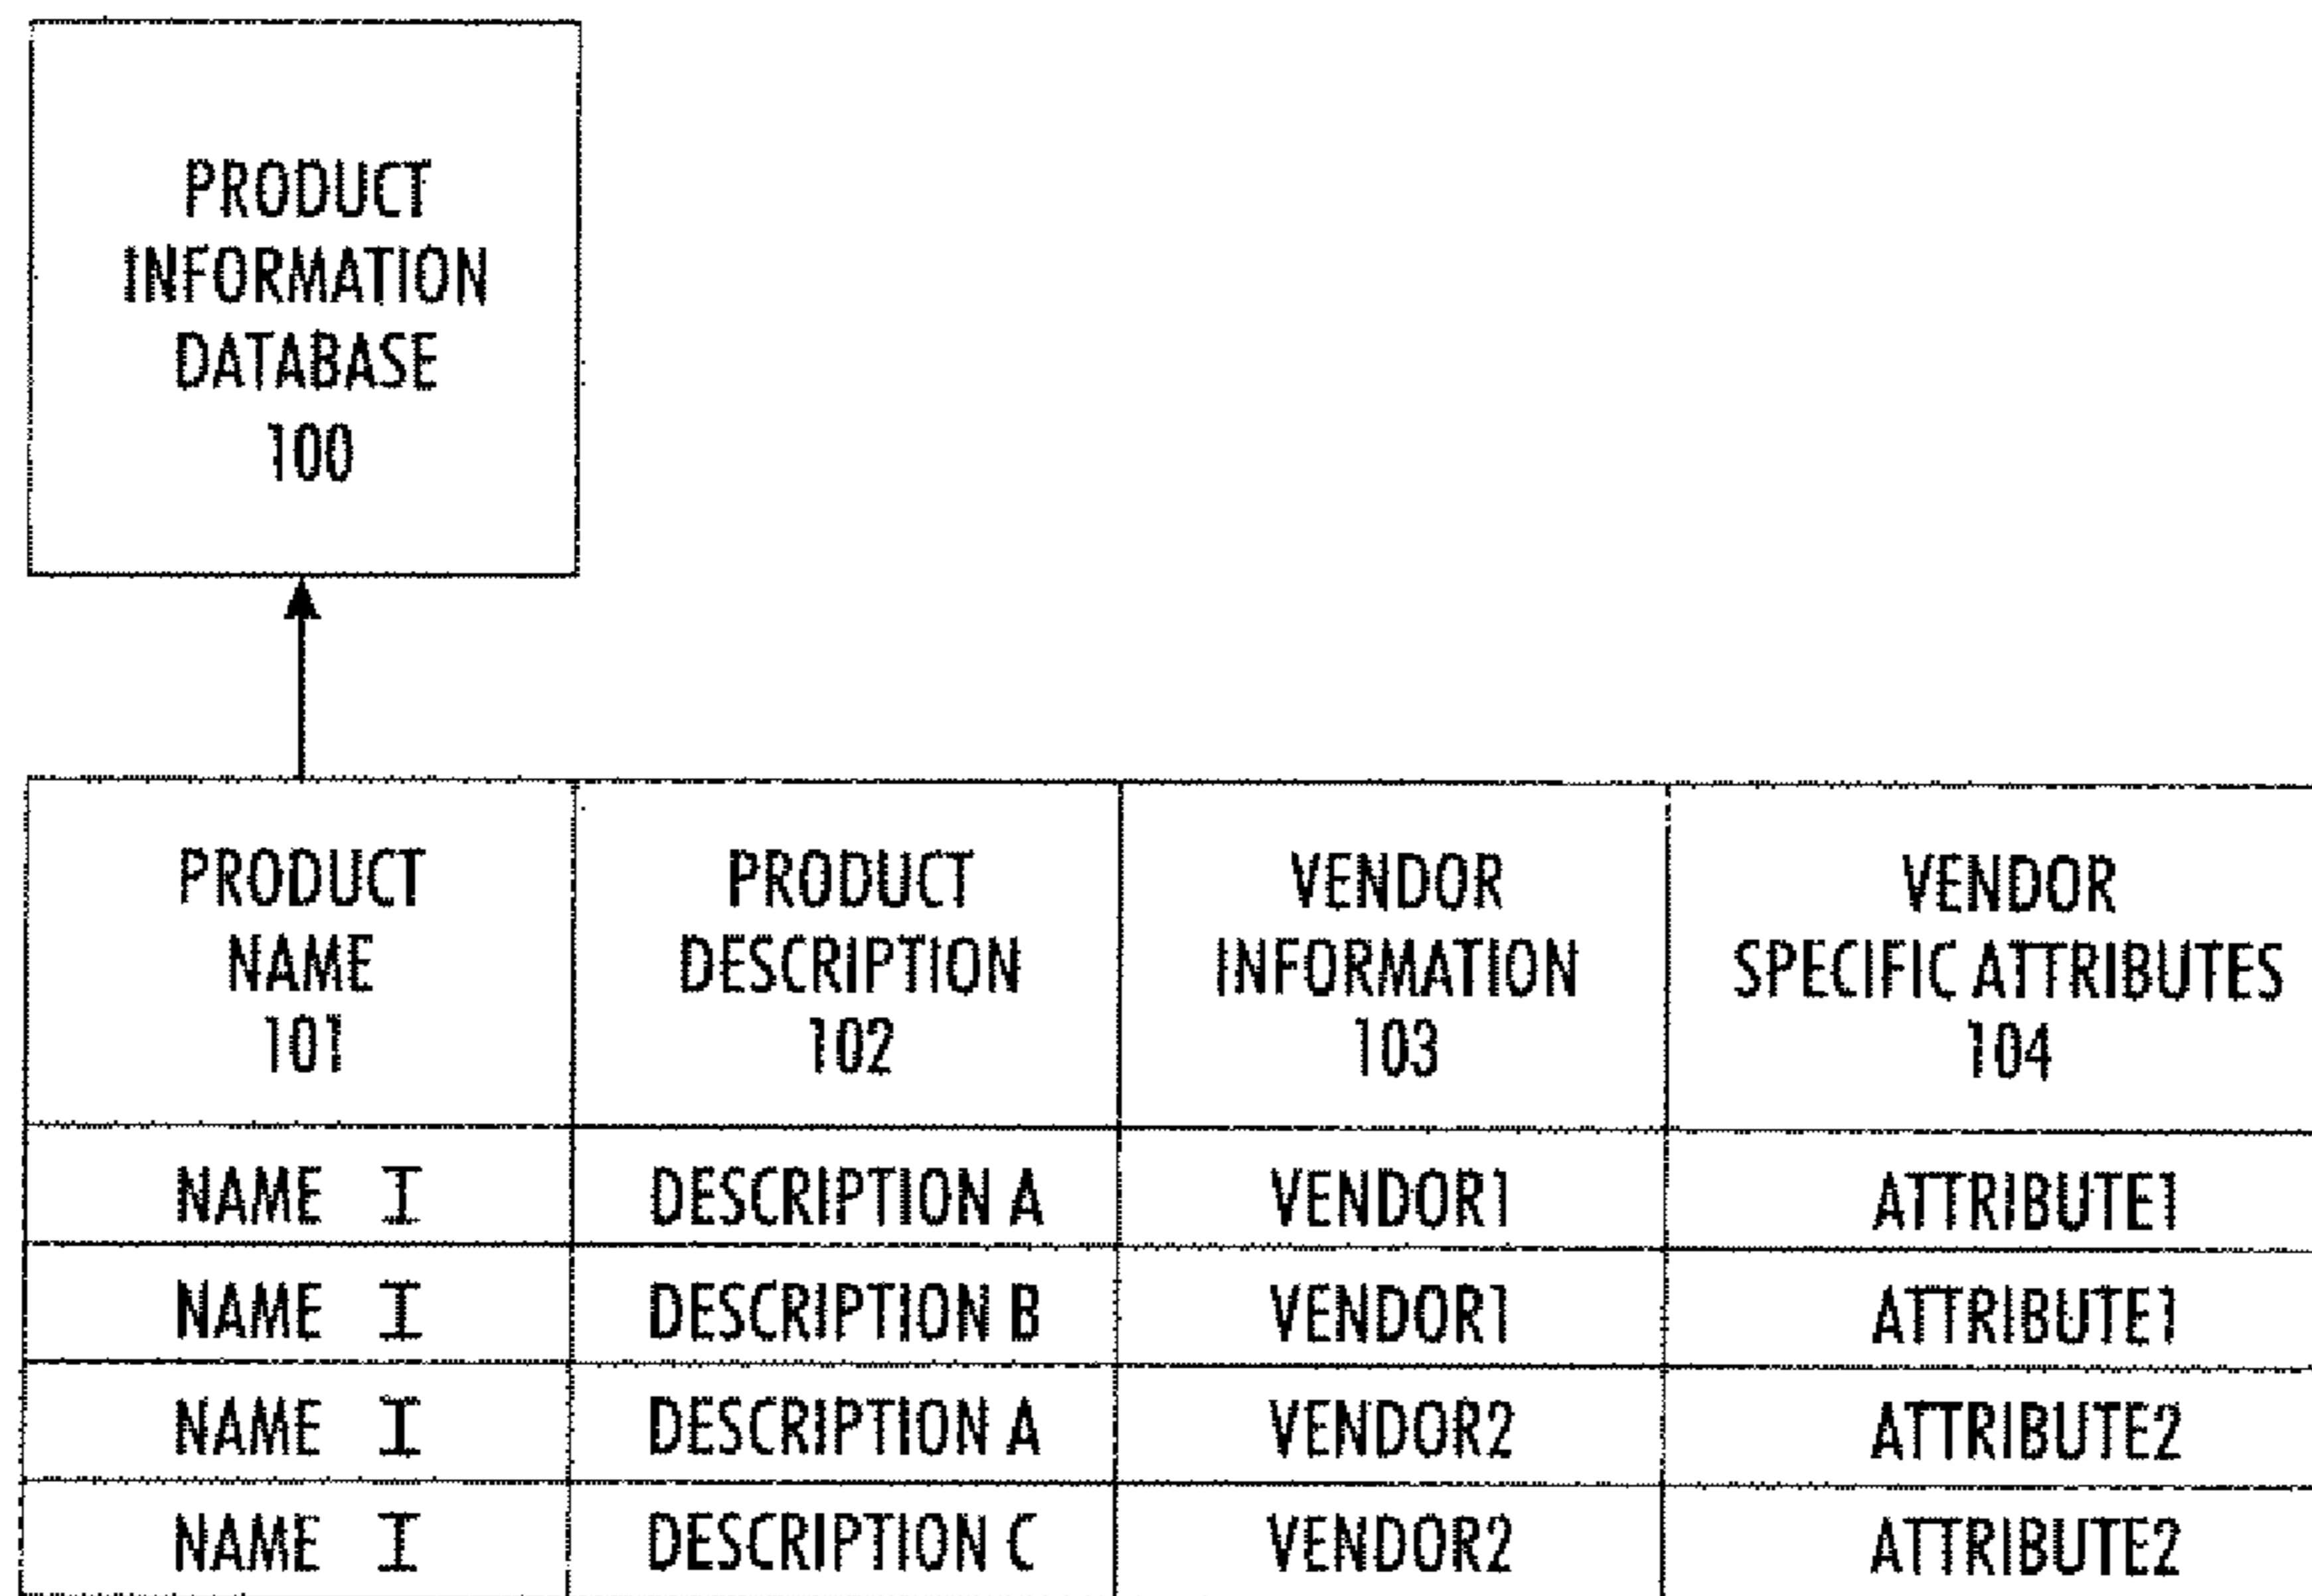 PRODUCT
INFORMATION
DATABASE
100
PRODUCT
NAME
101
PRODUCT
DESCRIPTION
102
VENDOR
INFORMATION
103
VENDOR
SPECIFIC ATTRIBUTES
104
NAME I DESCRIPTION A VENDOR1 ATTRIBUTE1
NAME I DESCRIPTION B VENDOR1 ATTRIBUTE1
NAME I DESCRIPTION A VENDOR2 ATTRIBUTE2
NAME I DESCRIPTION C VENDOR2 ATTRIBUTE2